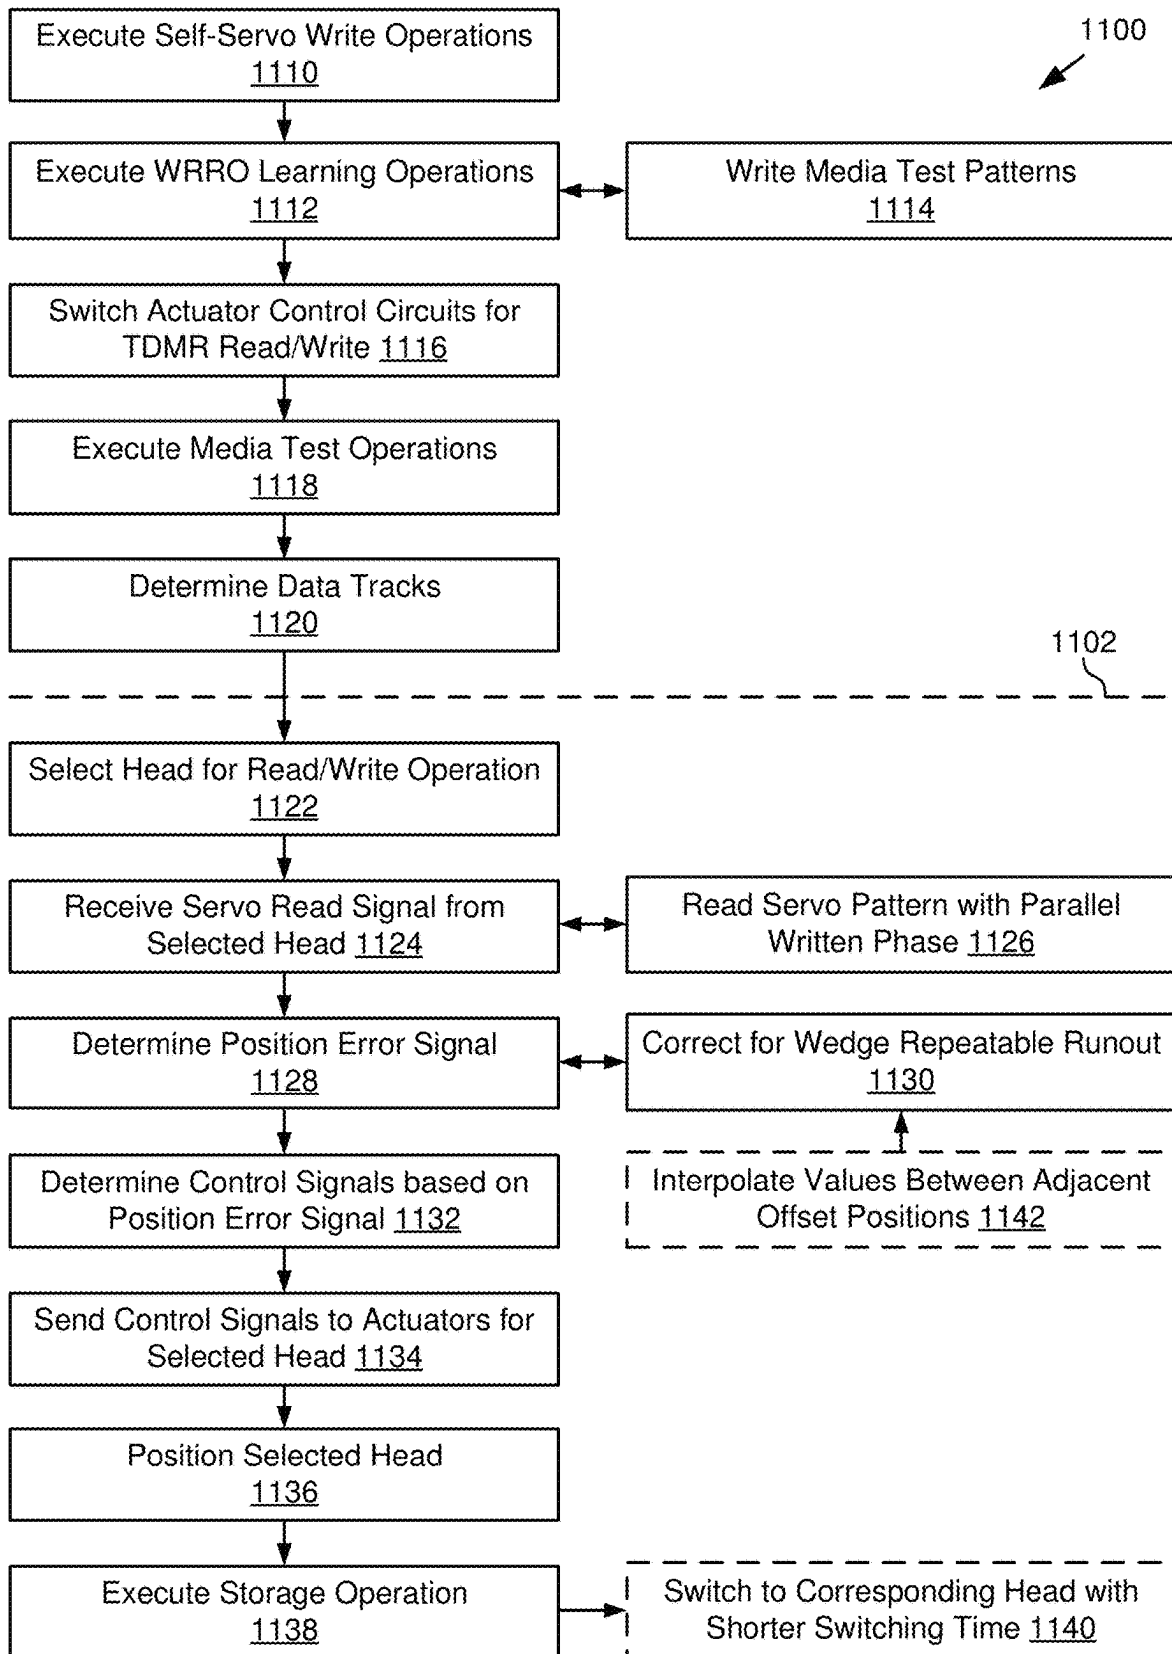 1100
Execute Self-Servo Write Operations
1110
Execute WRRO Learning Operations
1112
Write Media Test Patterns
1114
Switch Actuator Control Circuits for
TDMR Read/Write 1116
Execute Media Test Operations
1118
Determine Data Tracks
1120
1102
Select Head for Read/Write Operation
1122
Receive Servo Read Signal from
Selected Head 1124
Read Servo Pattern with Parallel
Written Phase 1126
Determine Position Error Signal
1128
Correct for Wedge Repeatable Runout
1130
Determine Control Signals based on
Position Error Signal 1132
Interpolate Values Between Adjacent
Offset Positions 1142
Send Control Signals to Actuators for
Selected Head 1134
Position Selected Head
1136
Execute Storage Operation
1138
Switch to Corresponding Head with
Shorter Switching Time 1140